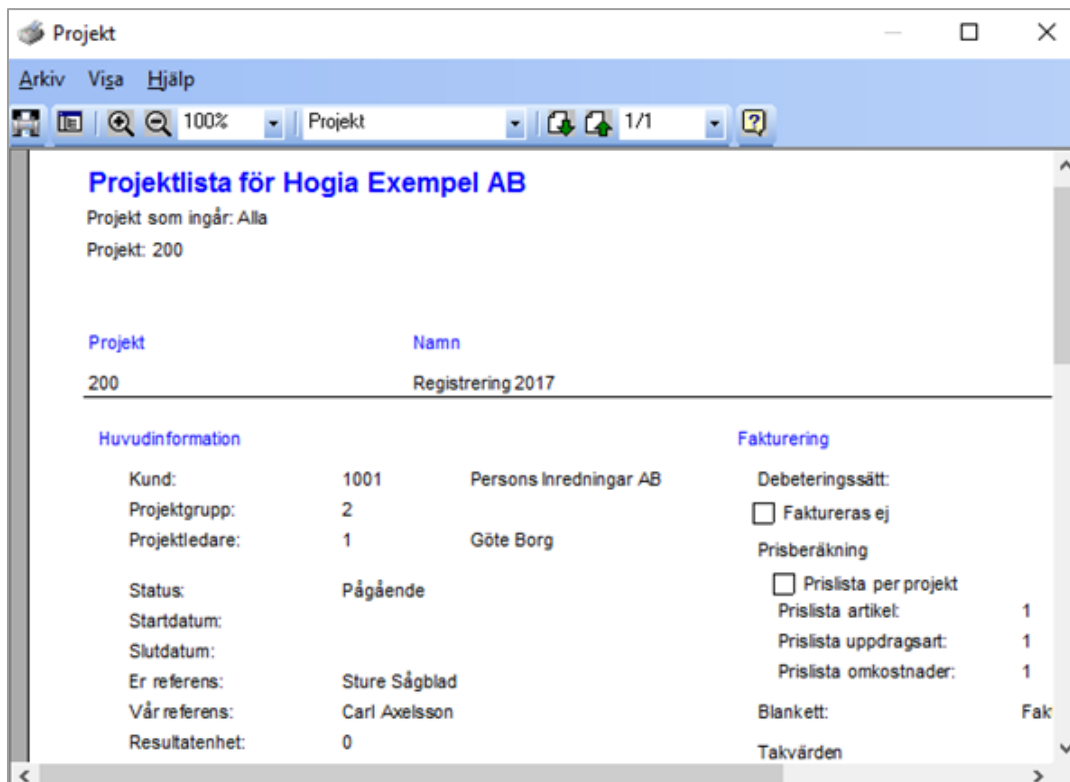 Projekt
Arkiv Visa Hjälp
100% Projekt 1/1
Projektlista för Hogia Exempel AB
Projekt som ingår: Alla
Projekt: 200
Projekt Namn
200 Registrering 2017
Huvudinformation Fakturering
Kund: 1001 Persons Inredningar AB Debeteringssätt:
Projektgrupp: 2 Faktureras ej
Projektledare: 1 Göte Borg Prisberäkning
Status: Pågående Prislista per projekt
Startdatum: Prislista artikel: 1
Slutdatum: Prislista uppdragsart: 1
Er referens: Sture Sågblad Prislista omkostnader: 1
Vår referens: Carl Axelsson Blankett: Fak
Resultatenhet: 0 Takvärden